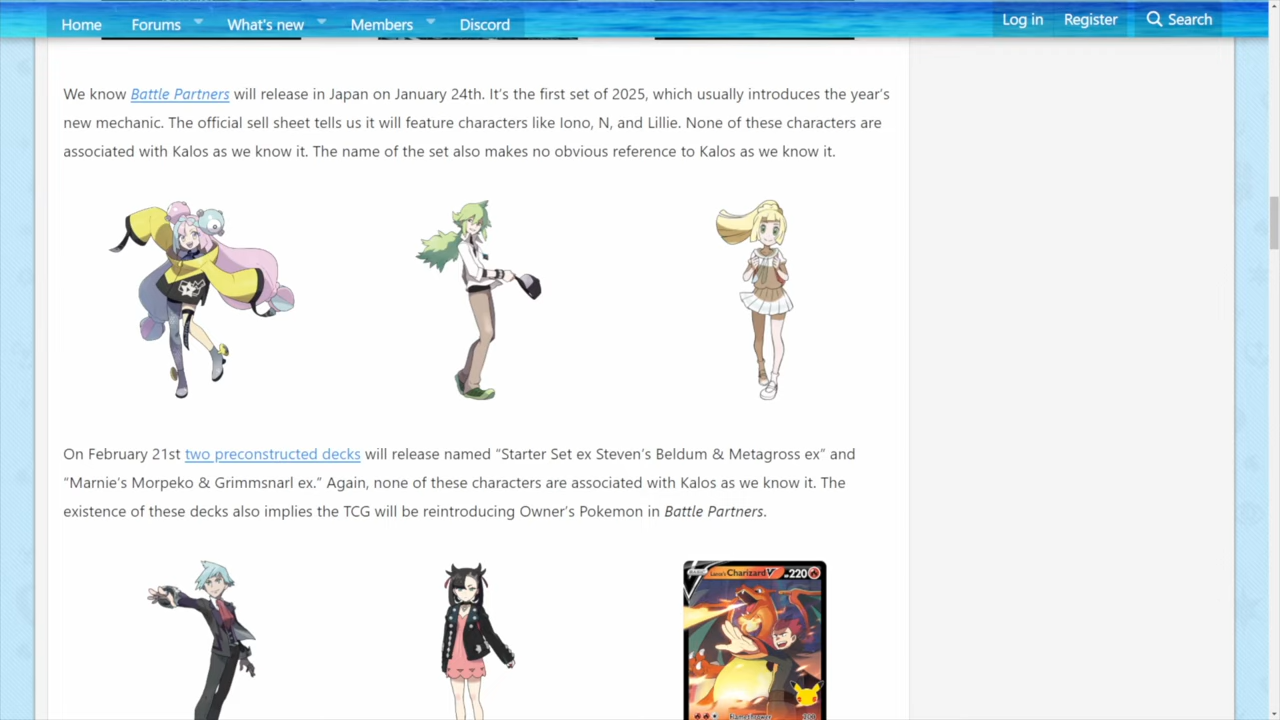 Home Forums What's new Members Discord Log in Register Search
We know Battle Partners will release in Japan on January 24th. It’s the first set of 2025, which usually introduces the year’s
new mechanic. The official sell sheet tells us it will feature characters like Iono, N, and Lillie. None of these characters are
associated with Kalos as we know it. The name of the set also makes no obvious reference to Kalos as we know it.
On February 21st two preconstructed decks will release named “Starter Set ex Steven’s Beldum & Metagross ex” and
“Marnie’s Morpeko & Grimmsnarl ex.” Again, none of these characters are associated with Kalos as we know it. The
existence of these decks also implies the TCG will be reintroducing Owner’s Pokemon in Battle Partners.
BASIC Lance's Charizard V HP 220
Flamethrower